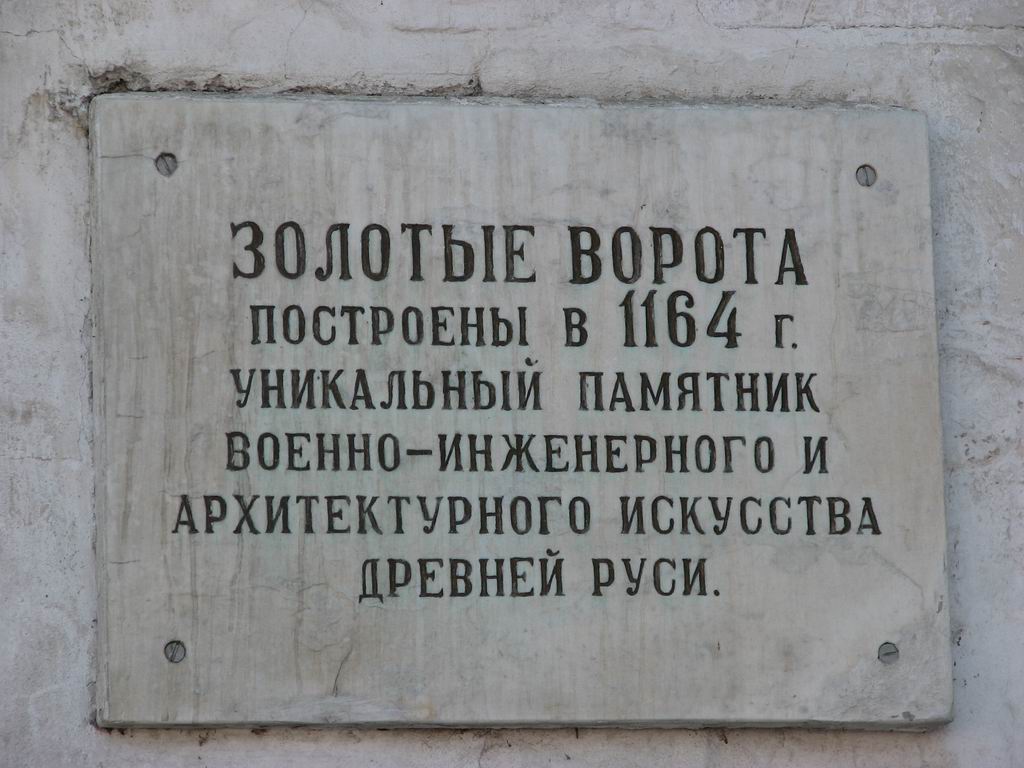 ЗОЛОТЫЕ ВОРОТА
ПОСТРОЕНЫ В 1164 г.
УНИКАЛЬНЫЙ ПАМЯТНИК
ВОЕННО-ИНЖЕНЕРНОГО И
АРХИТЕКТУРНОГО ИСКУССТВА
ДРЕВНЕЙ РУСИ.